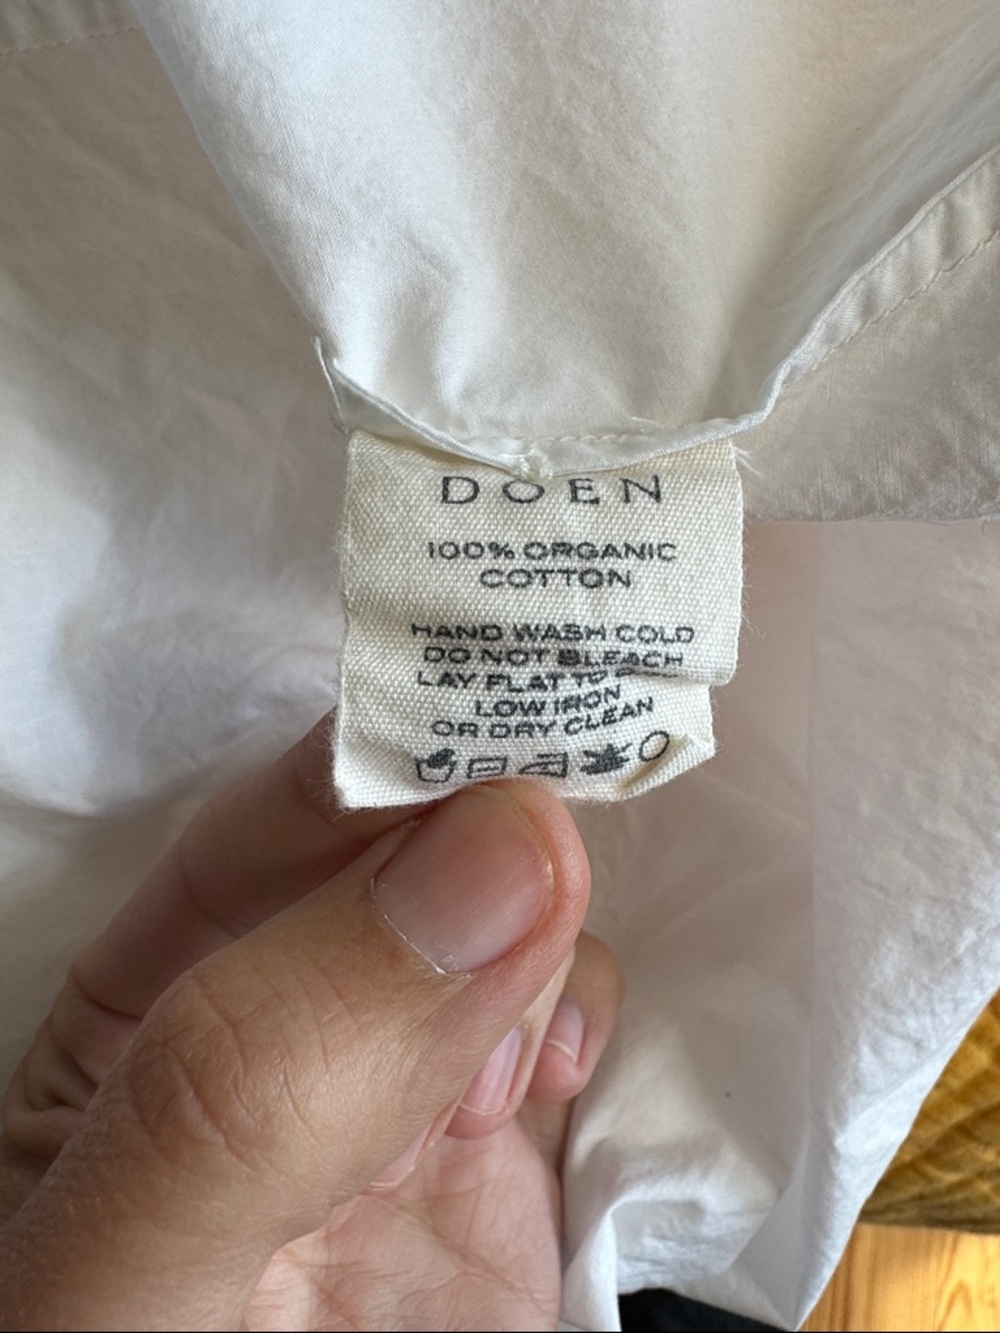 DOEN
100% ORGANIC
COTTON
HAND WASH COLD
DO NOT BLEACH
LAY FLAT TO
LOW IRON
OR DRY CLEAN